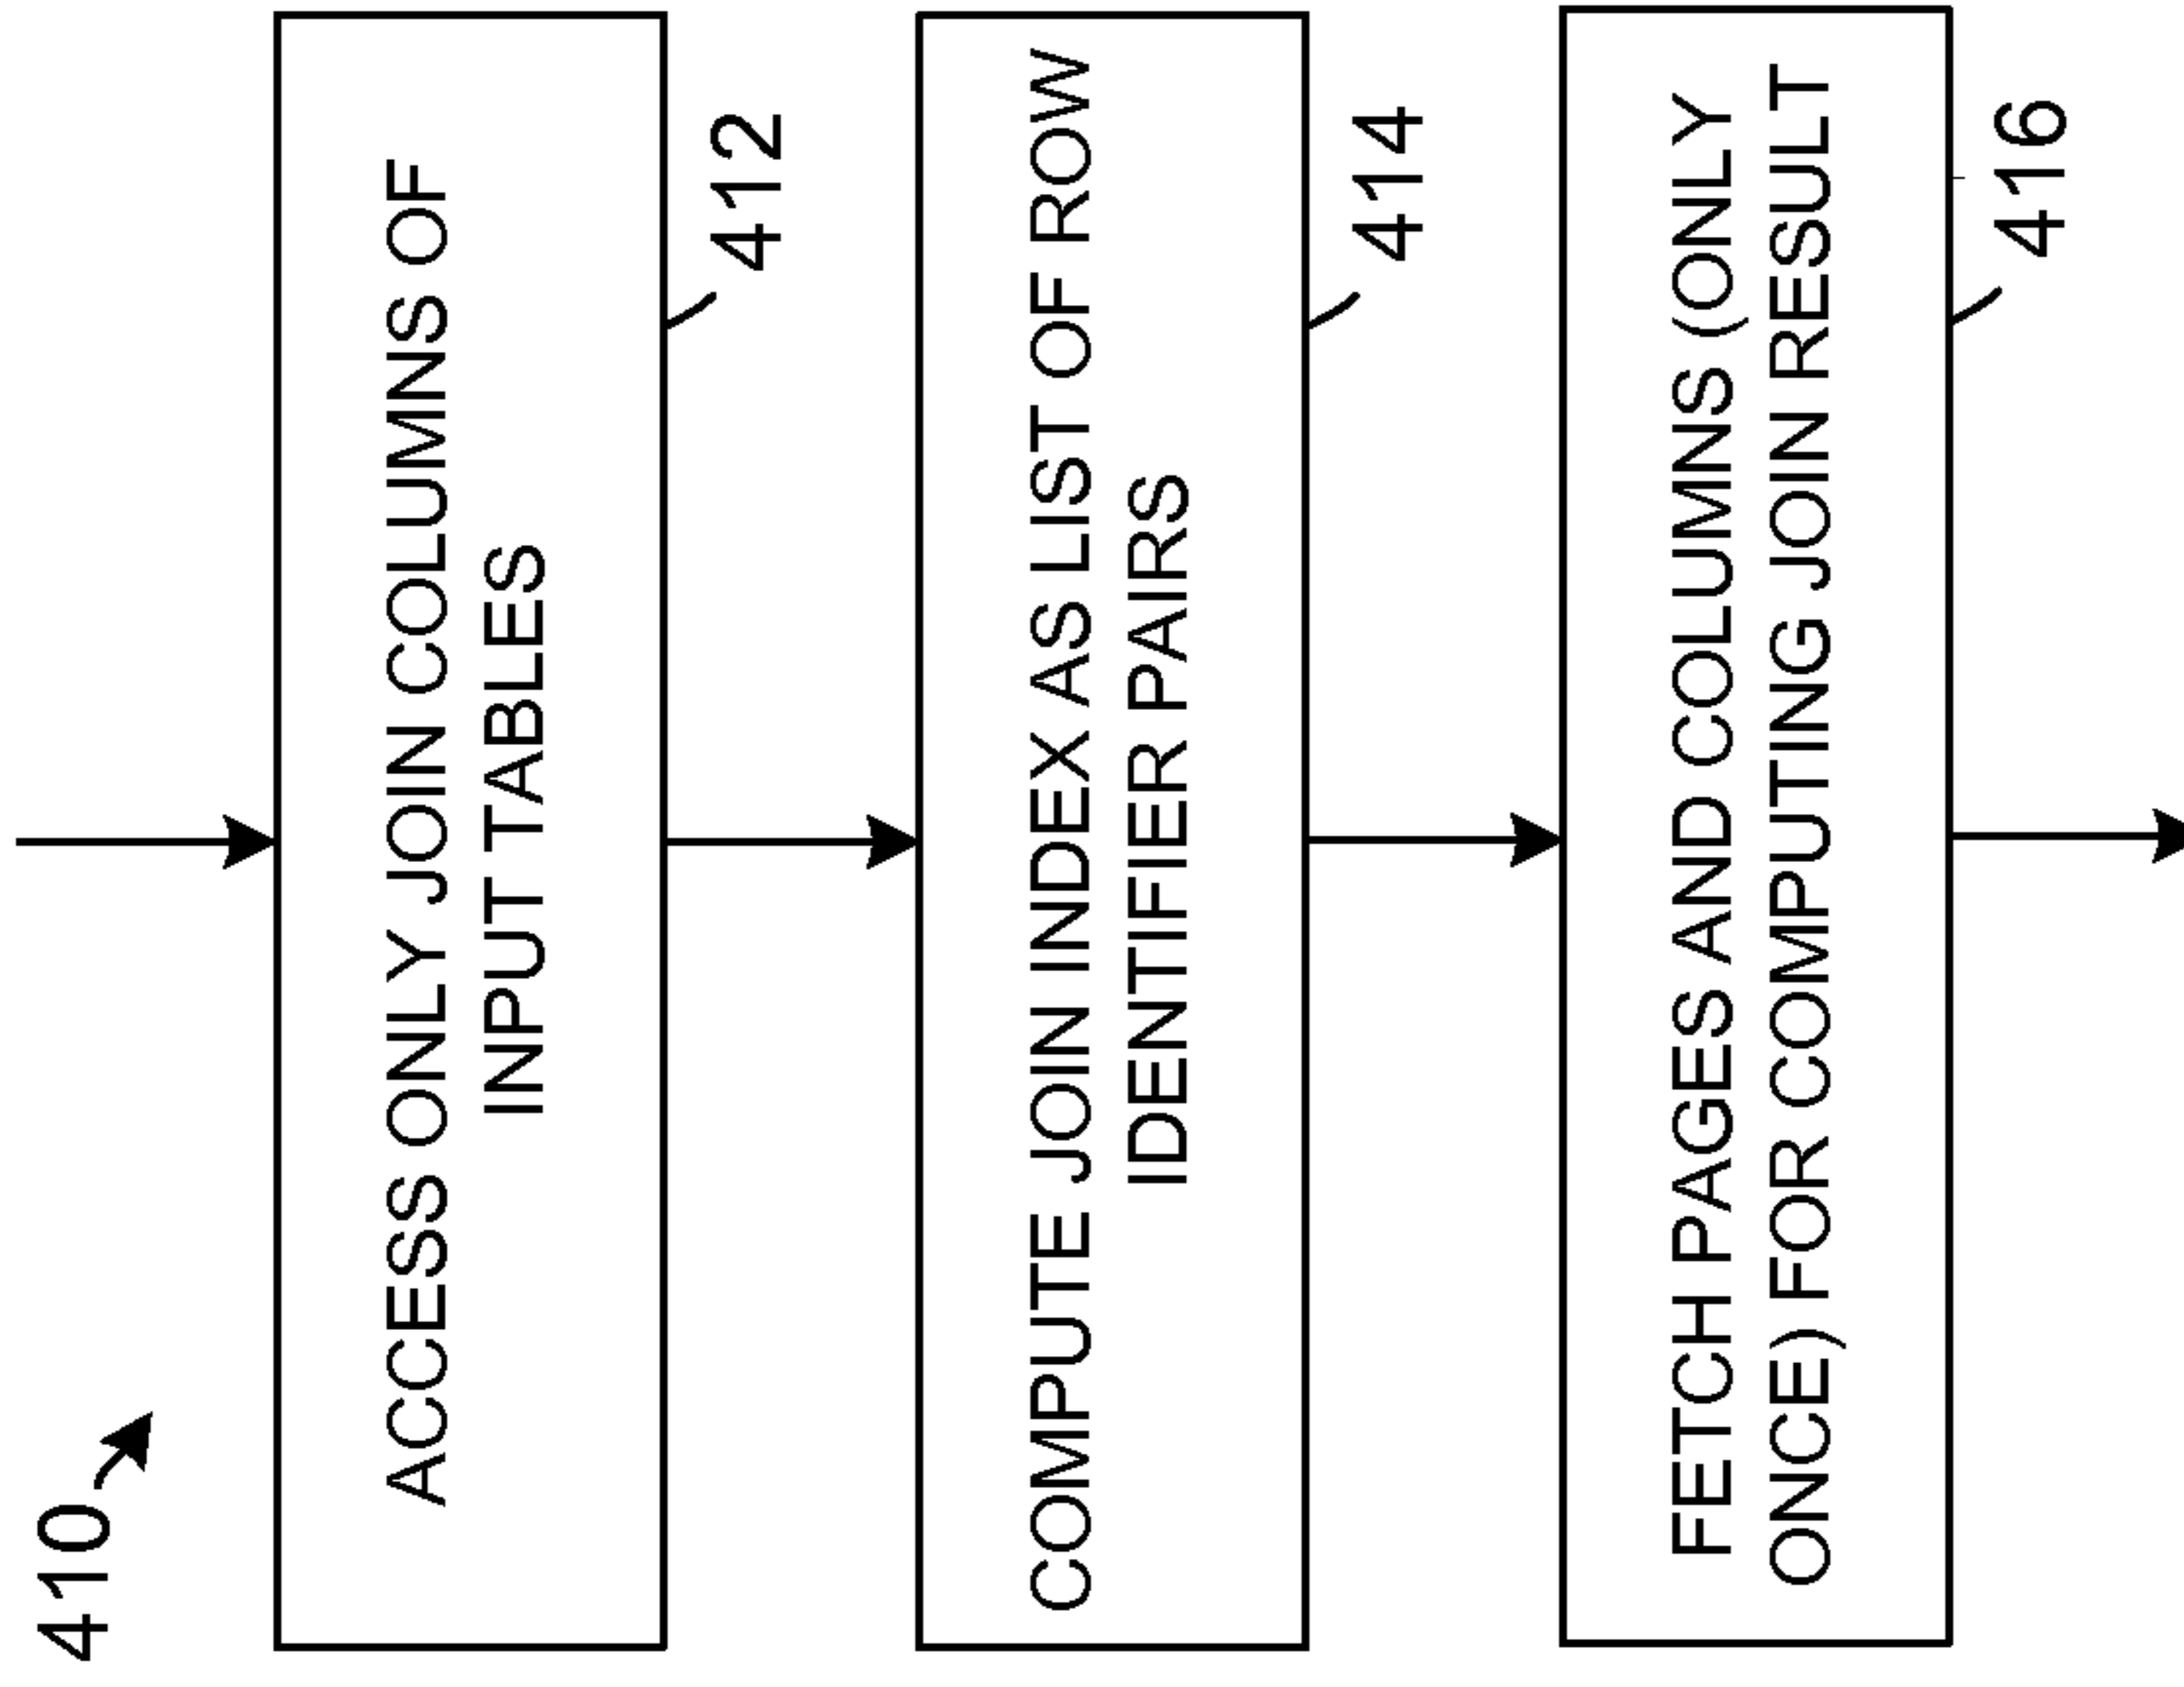 410
ACCESS ONLY JOIN COLUMNS OF
INPUT TABLES
412
COMPUTE JOIN INDEX AS LIST OF ROW
IDENTIFIER PAIRS
414
FETCH PAGES AND COLUMNS (ONLY
ONCE) FOR COMPUTING JOIN RESULT
416